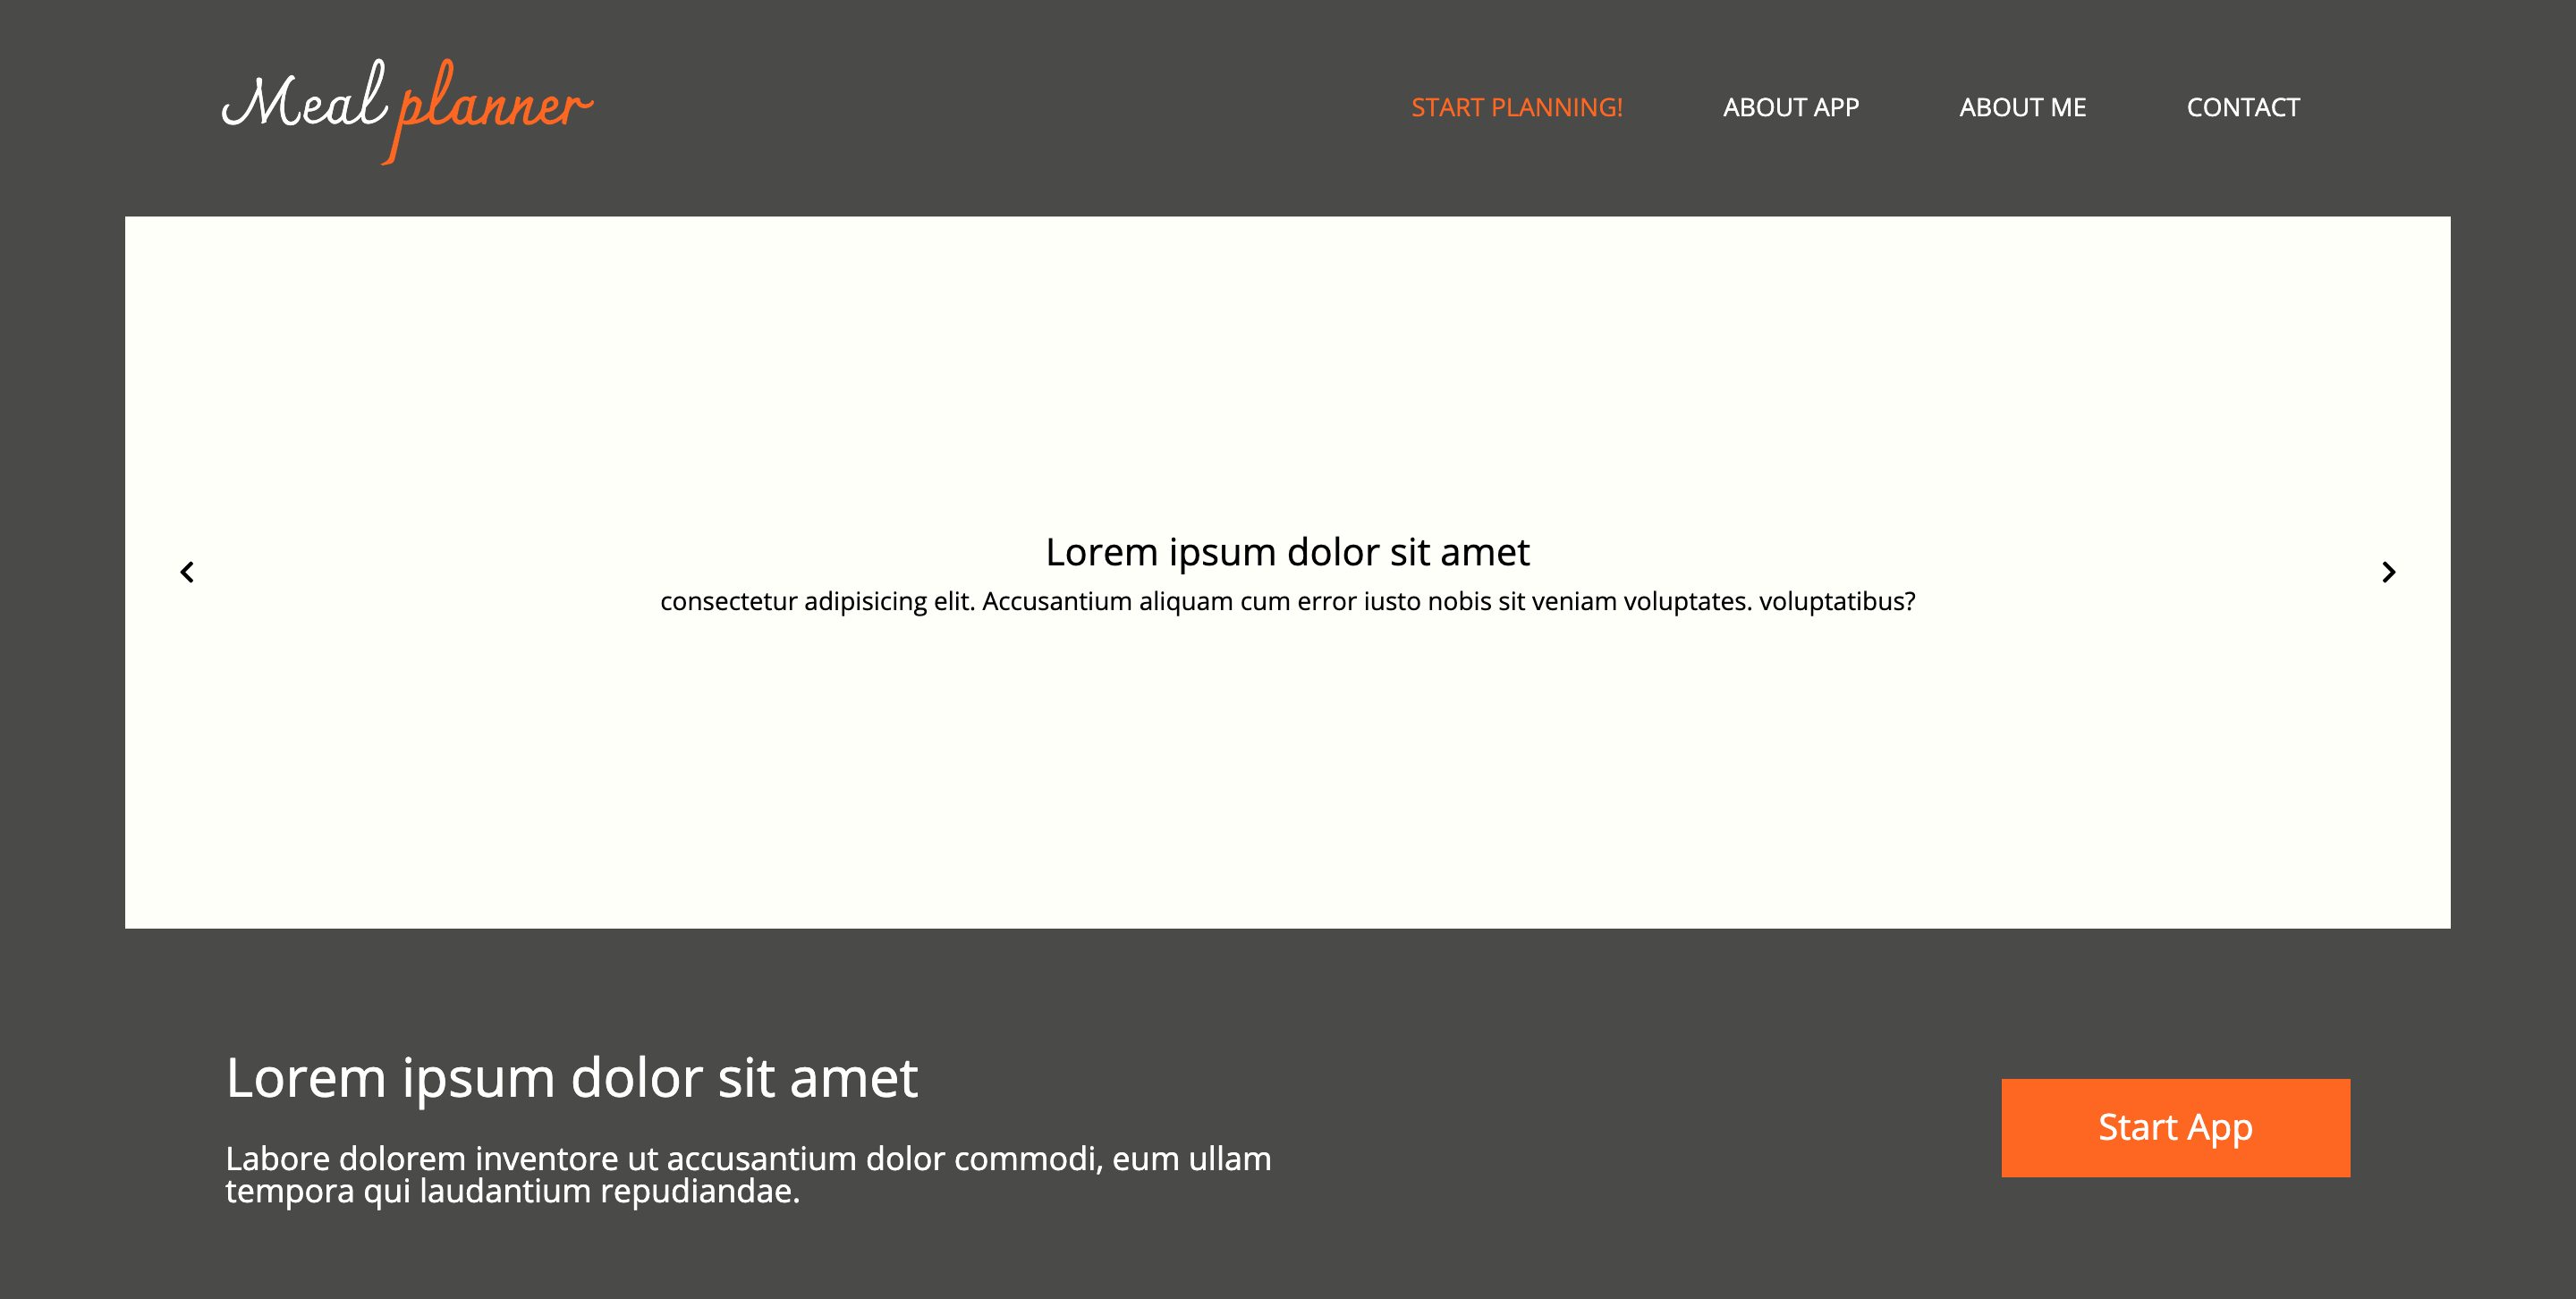 Meal planner
START PLANNING!
ABOUT APP
ABOUT ME
CONTACT
Lorem ipsum dolor sit amet
consectetur adipisicing elit. Accusantium aliquam cum error iusto nobis sit veniam voluptates. voluptatibus?
Lorem ipsum dolor sit amet
Labore dolorem inventore ut accusantium dolor commodi, eum ullam
tempora qui laudantium repudiandae.
Start App